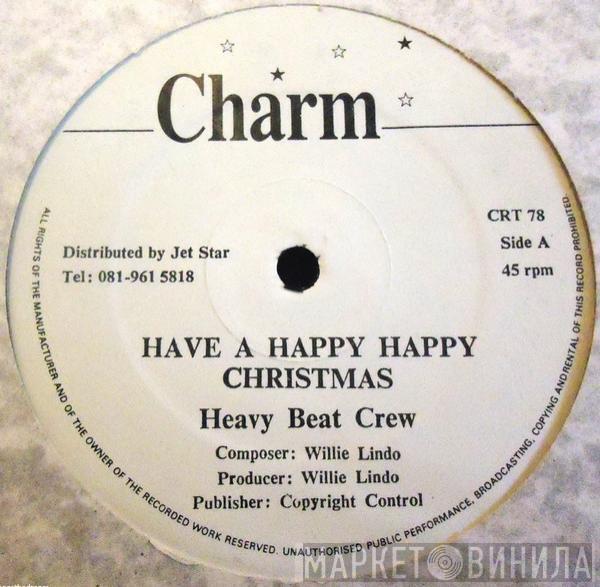 Charm
CRT 78
Side A
45 rpm
Distributed by Jet Star
Tel: 081-961 5818
HAVE A HAPPY HAPPY
CHRISTMAS
Heavy Beat Crew
Composer: Willie Lindo
Producer: Willie Lindo
Publisher: Copyright Control
ALL RIGHTS OF THE MANUFACTURER AND OF THE OWNER OF THE RECORDED WORK RESERVED. UNAUTHORISED PUBLIC PERFORMANCE, BROADCASTING, COPYING AND RENTAL OF THIS RECORD PROHIBITED.
МАРКЕТ ВИНИЛА